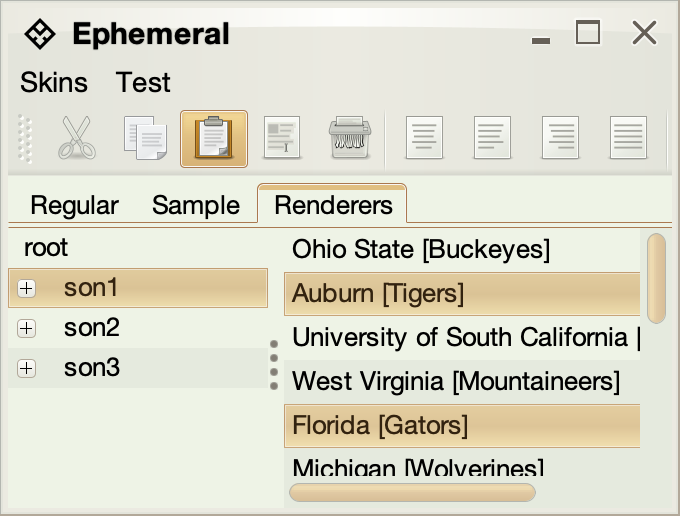 Ephemeral
Skins Test
Regular Sample Renderers
root
son1
son2
son3
Ohio State [Buckeyes]
Auburn [Tigers]
University of South California [
West Virginia [Mountaineers]
Florida [Gators]
Michigan [Wolverines]